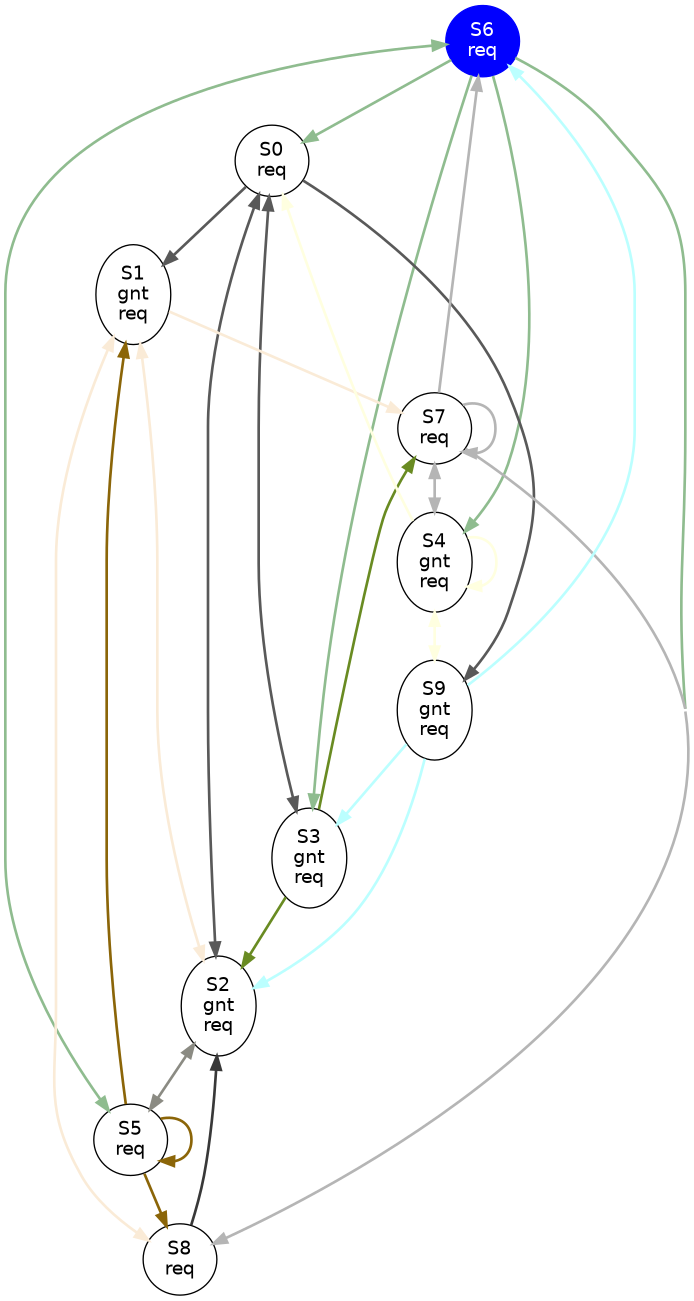 S6
req
S0
req
S1
gnt
req
S7
req
S4
gnt
req
S9
gnt
req
S3
gnt
req
S2
gnt
req
S5
req
S8
req